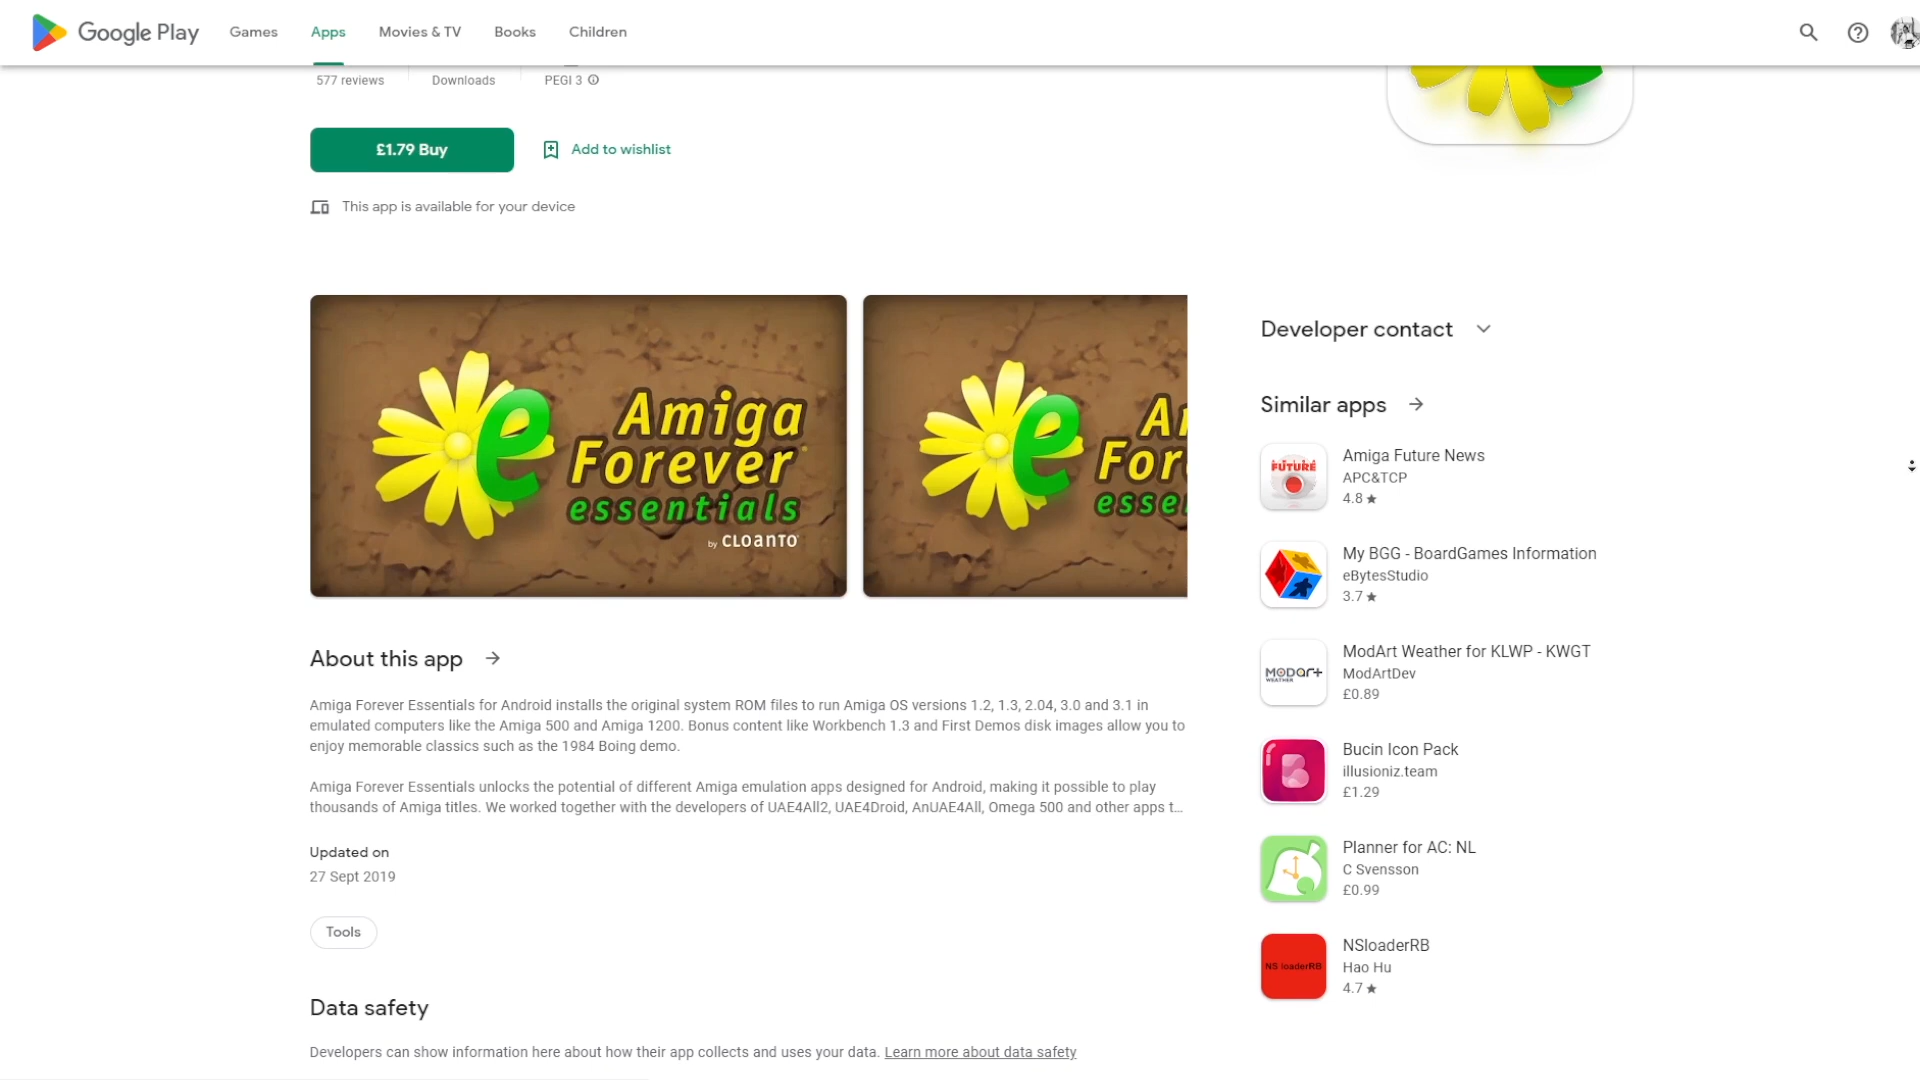 Google Play
Games
Apps
Movies & TV
Books
Children
577 reviews
Downloads
PEGI 3
£1.79 Buy
Add to wishlist
This app is available for your device
Amiga
Forever
essentials
by CLOANTO
About this app
Amiga Forever Essentials for Android installs the original system ROM files to run Amiga OS versions 1.2, 1.3, 2.04, 3.0 and 3.1 in
emulated computers like the Amiga 500 and Amiga 1200. Bonus content like Workbench 1.3 and First Demos disk images allow you to
enjoy memorable classics such as the 1984 Boing demo.
Amiga Forever Essentials unlocks the potential of different Amiga emulation apps designed for Android, making it possible to play
thousands of Amiga titles. We worked together with the developers of UAE4All2, UAE4Droid, AnUAE4All, Omega 500 and other apps t...
Updated on
27 Sept 2019
Tools
Data safety
Developers can show information here about how their app collects and uses your data. Learn more about data safety
Developer contact
Similar apps
FUTURE
Amiga Future News
APC&TCP
4.8
My BGG - BoardGames Information
eBytesStudio
3.7
MODart
WEATHER
ModArt Weather for KLWP - KWGT
ModArtDev
£0.89
Bucin Icon Pack
illusioniz.team
£1.29
Planner for AC: NL
C Svensson
£0.99
NS loaderRB
NSloaderRB
Hao Hu
4.7